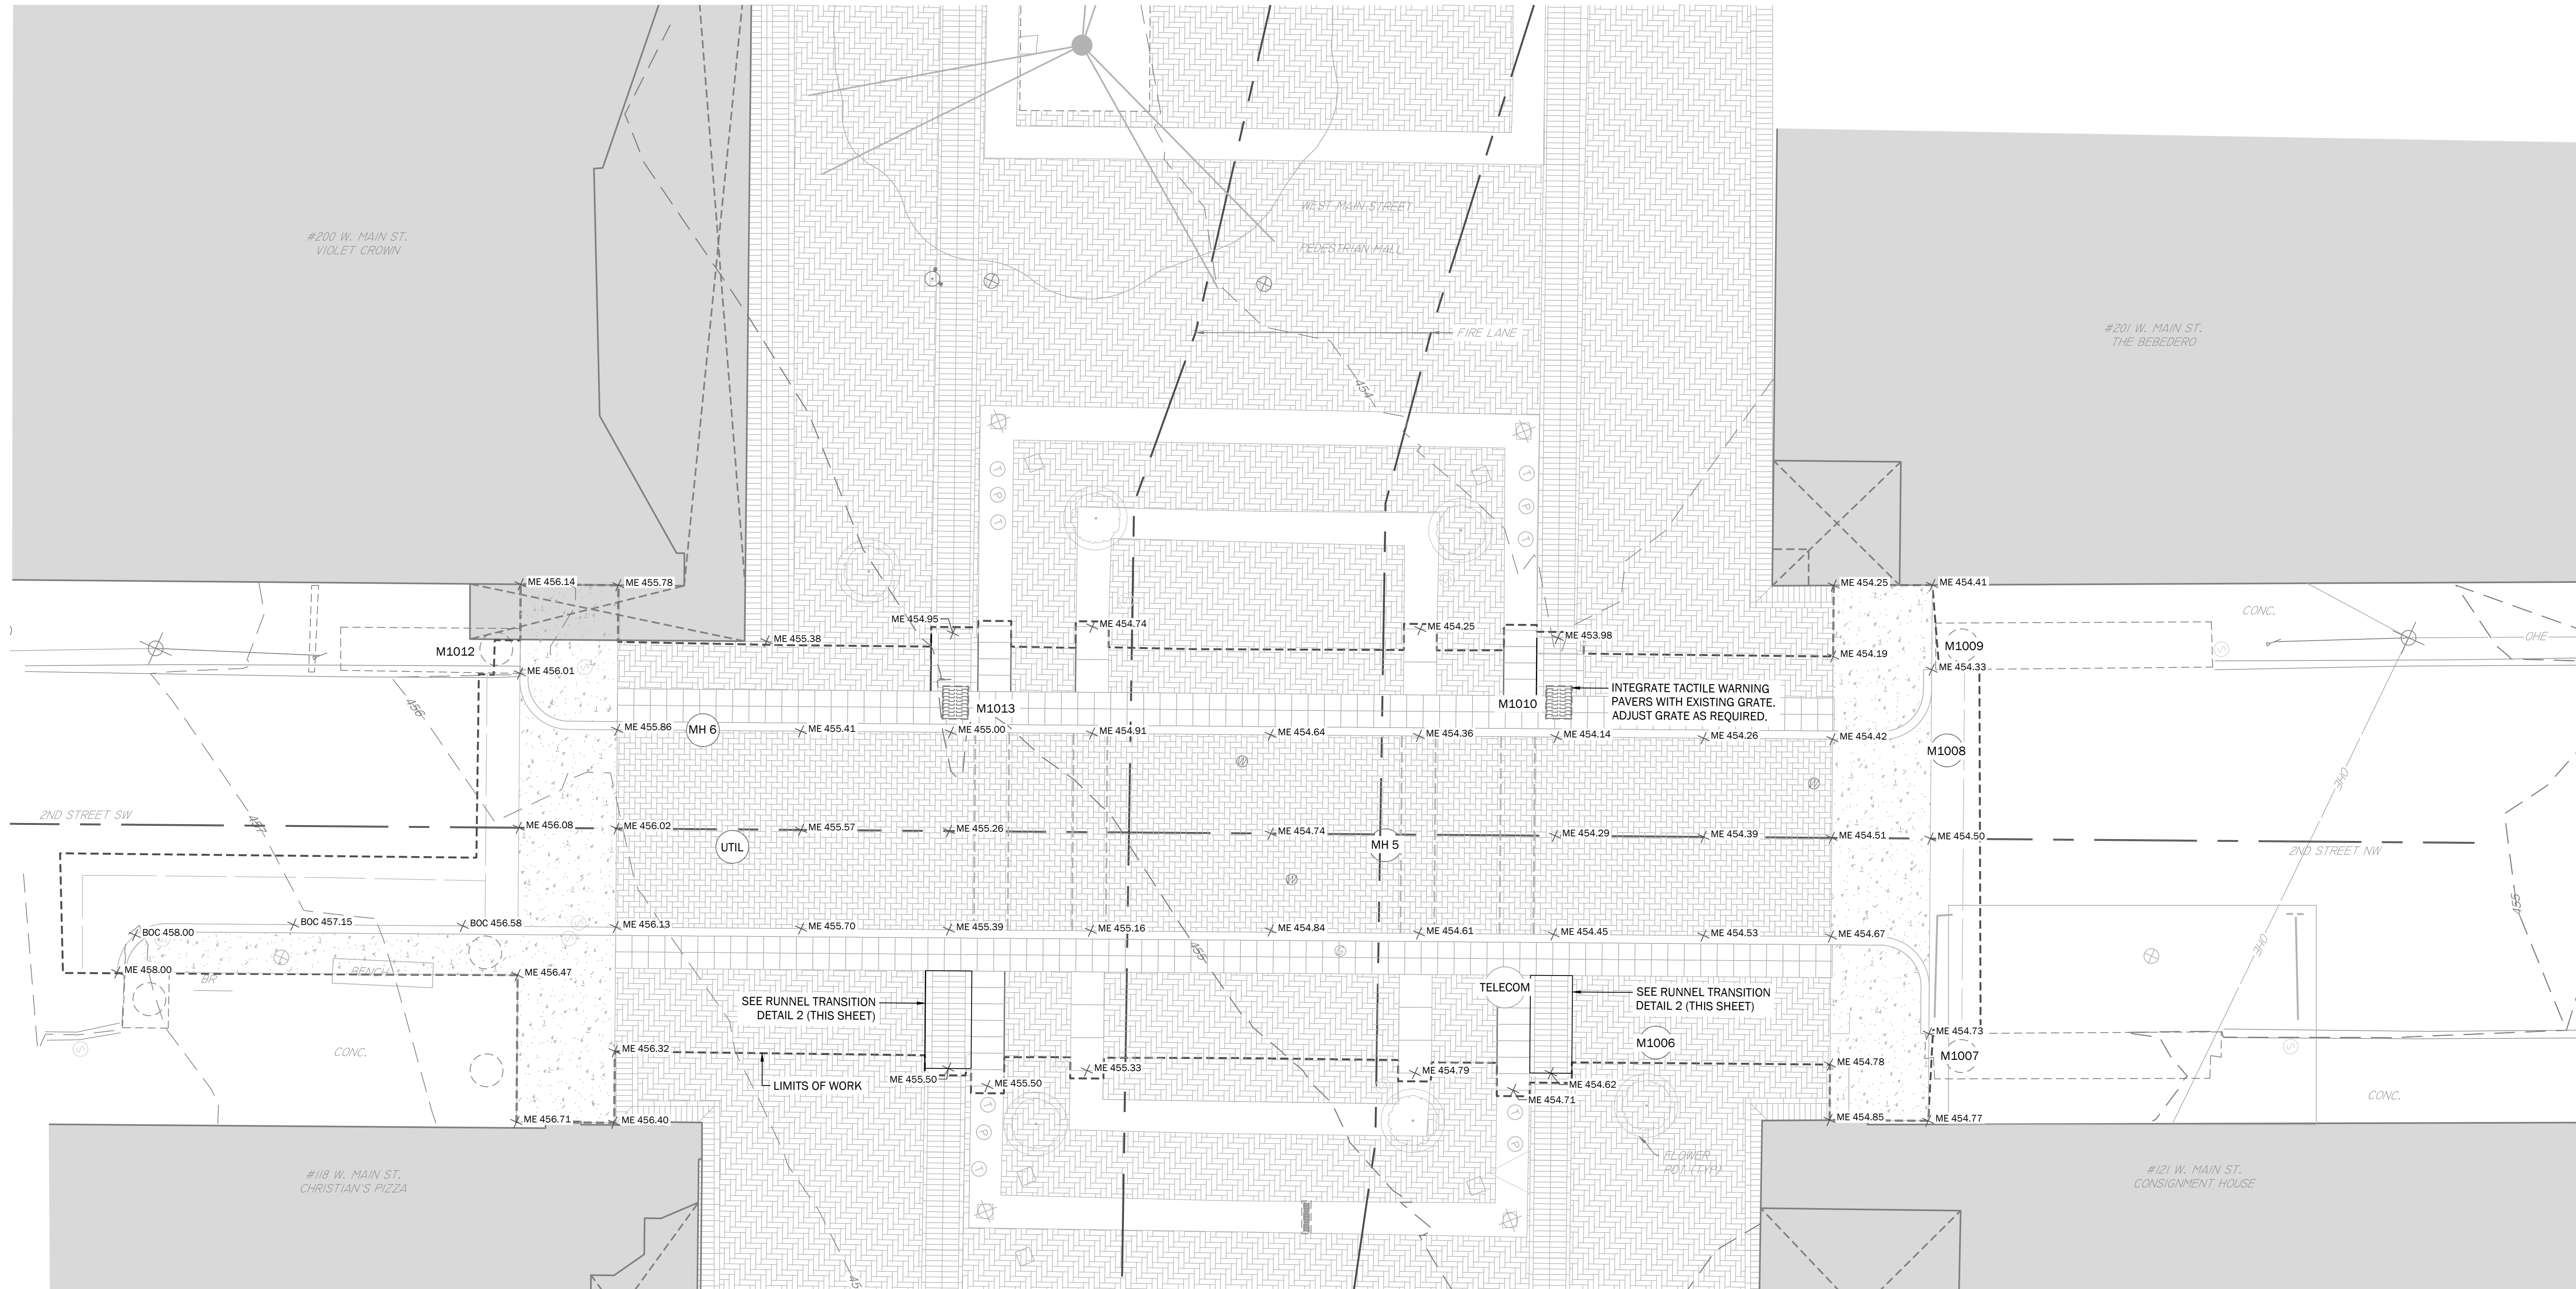 WEST MAIN STREET
PEDESTRIAN MALL
#200 W. MAIN ST.
VIOLET CROWN
#201 W. MAIN ST.
THE BEBEDERO
FIRE LANE
454
ME 456.14
ME 455.78
ME 454.25
ME 454.41
CONC.
ME 454.95
ME 454.74
ME 454.25
ME 453.98
ME 455.38
OHE
M1012
M1009
ME 454.19
ME 456.01
ME 454.33
INTEGRATE TACTILE WARNING
PAVERS WITH EXISTING GRATE.
ADJUST GRATE AS REQUIRED.
M1013
M1010
456
ME 455.86
MH 6
ME 455.41
ME 455.00
ME 454.91
ME 454.64
ME 454.36
ME 454.14
ME 454.26
ME 454.42
M1008
OHE
2ND STREET SW
457
ME 456.08
ME 456.02
ME 455.57
ME 455.26
ME 454.74
ME 454.29
ME 454.39
ME 454.51
ME 454.50
UTIL
MH 5
2ND STREET NW
455
BOC 458.00
BOC 457.15
BOC 456.58
ME 456.13
ME 455.70
ME 455.39
ME 455.16
ME 454.84
ME 454.61
ME 454.45
ME 454.53
ME 454.67
OHE
455
ME 458.00
BR
BENCH
ME 456.47
TELECOM
SEE RUNNEL TRANSITION
DETAIL 2 (THIS SHEET)
SEE RUNNEL TRANSITION
DETAIL 2 (THIS SHEET)
ME 454.73
M1006
M1007
CONC.
ME 456.32
ME 454.78
LIMITS OF WORK
ME 455.50
ME 455.50
ME 455.33
ME 454.79
ME 454.62
ME 454.71
CONC.
ME 456.71
ME 456.40
ME 454.85
ME 454.77
FLOWER
POT (TYP)
#118 W. MAIN ST.
CHRISTIAN'S PIZZA
#121 W. MAIN ST.
CONSIGNMENT HOUSE